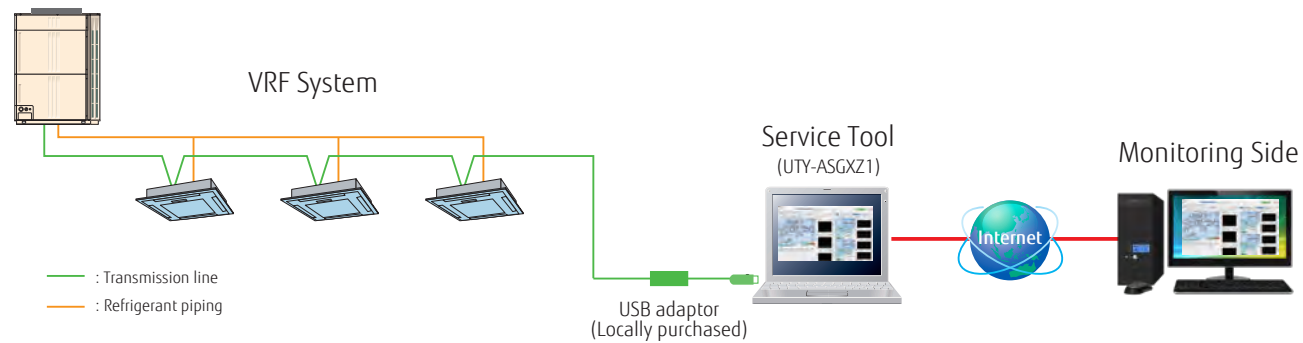 VRF System
Service Tool
(UTY-ASGXZ1)
Monitoring Side
Internet
: Transmission line
: Refrigerant piping
USB adaptor
(Locally purchased)